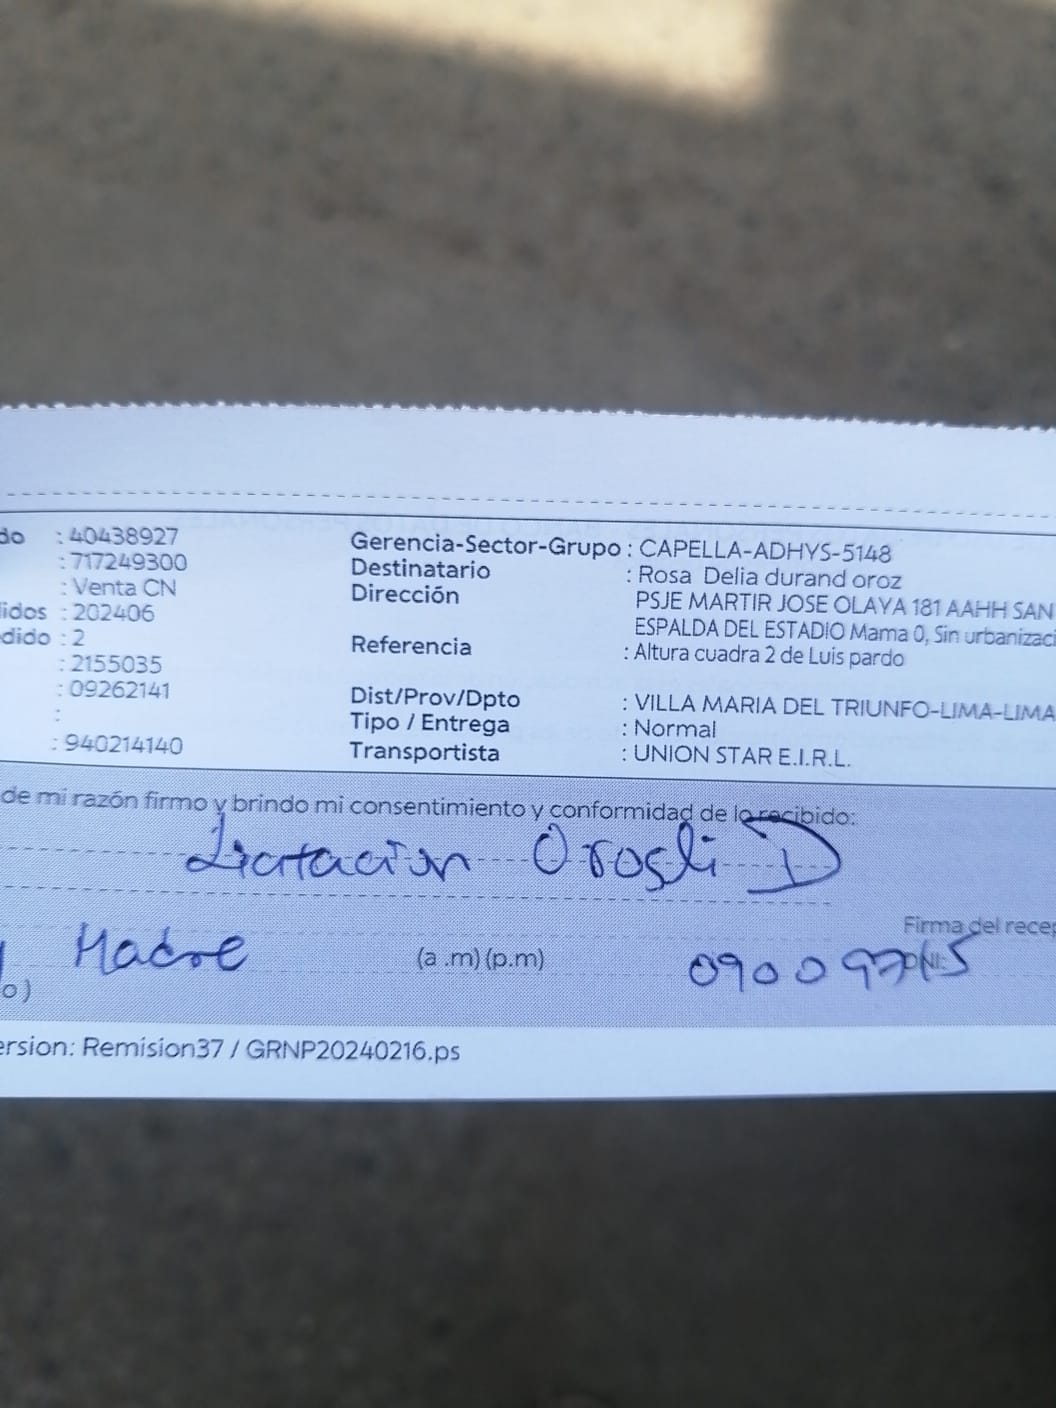 do : 40438927
: 717249300
: Venta CN
lidos : 202406
dido : 2
: 2155035
: 09262141
:
: 940214140
Gerencia-Sector-Grupo : CAPELLA-ADHYS-5148
Destinatario : Rosa Delia durand oroz
Dirección PSJE MARTIR JOSE OLAYA 181 AAHH SAN
ESPALDA DEL ESTADIO Mama 0, Sin urbanizaci
Referencia : Altura cuadra 2 de Luis pardo
Dist/Prov/Dpto : VILLA MARIA DEL TRIUNFO-LIMA-LIMA
Tipo / Entrega : Normal
Transportista : UNION STAR E.I.R.L.
de mi razón firmo y brindo mi consentimiento y conformidad de lo recibido:
D
Firma del recep
Madre (a .m) (p.m) DNI:
o)
ersion: Remision37 / GRNP20240216.ps